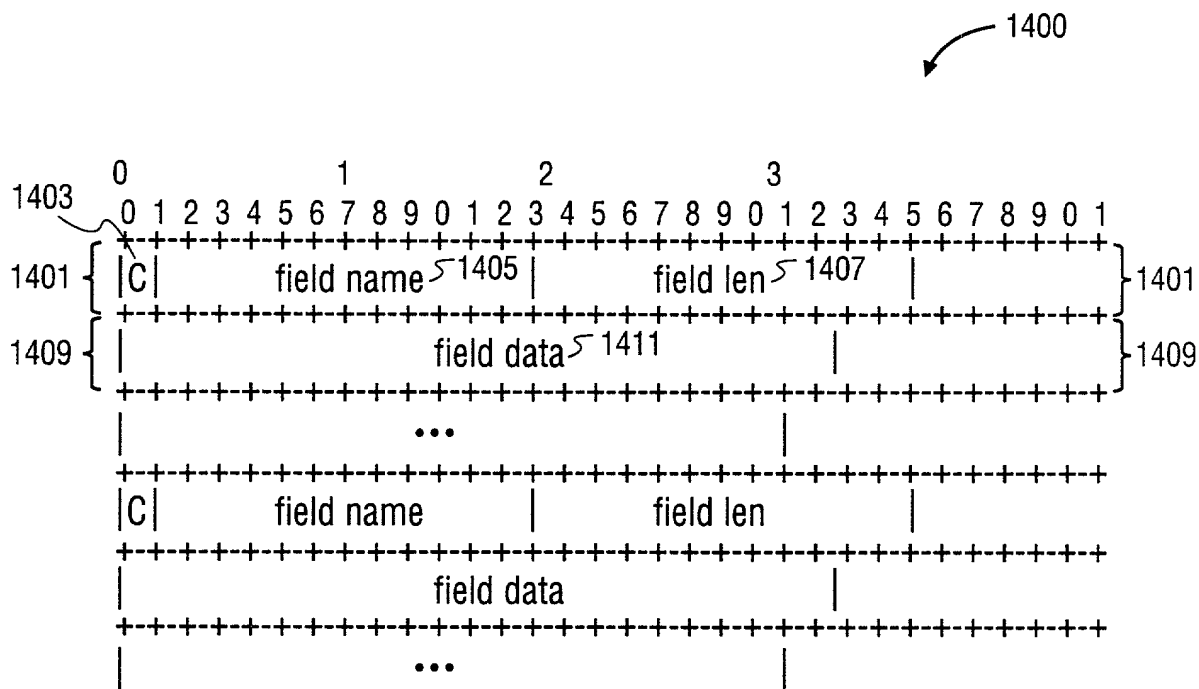 1400
0 1 2 3
1403
0 1 2 3 4 5 6 7 8 9 0 1 2 3 4 5 6 7 8 9 0 1 2 3 4 5 6 7 8 9 0 1
1401 C field name 1405 field len 1407 1401
1409 field data 1411 1409
•••
C field name field len
field data
•••